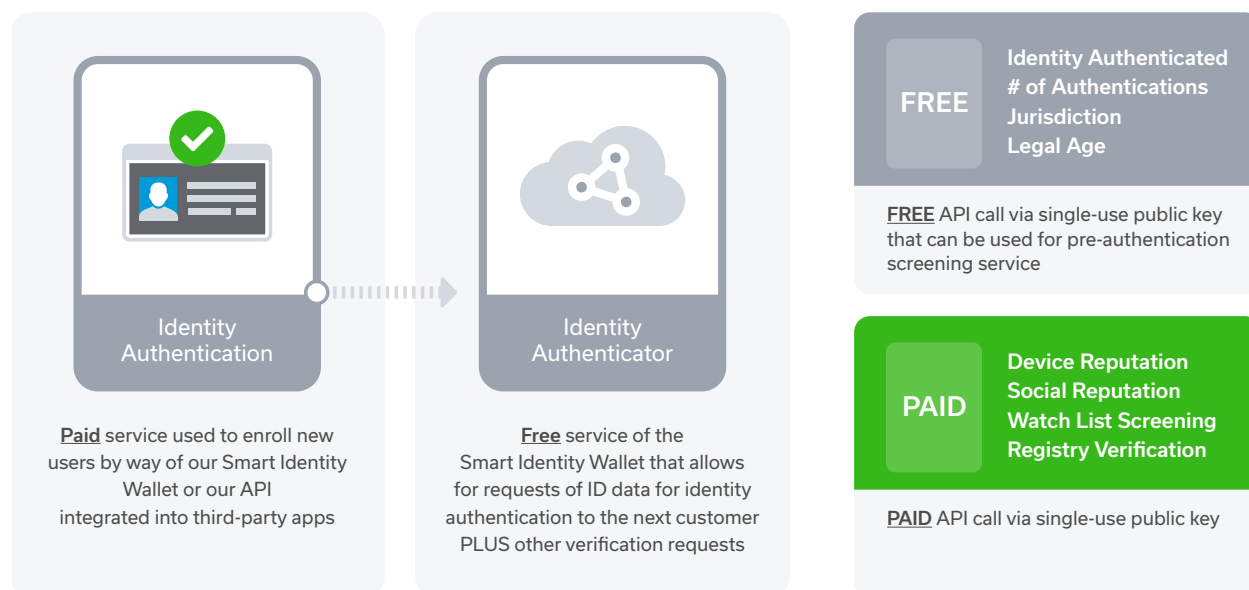 Identity
Authentication
Paid service used to enroll new
users by way of our Smart Identity
Wallet or our API
integrated into third-party apps
Identity
Authenticator
Free service of the
Smart Identity Wallet that allows
for requests of ID data for identity
authentication to the next customer
PLUS other verification requests
FREE
Identity Authenticated
# of Authentications
Jurisdiction
Legal Age
FREE API call via single-use public key
that can be used for pre-authentication
screening service
PAID
Device Reputation
Social Reputation
Watch List Screening
Registry Verification
PAID API call via single-use public key